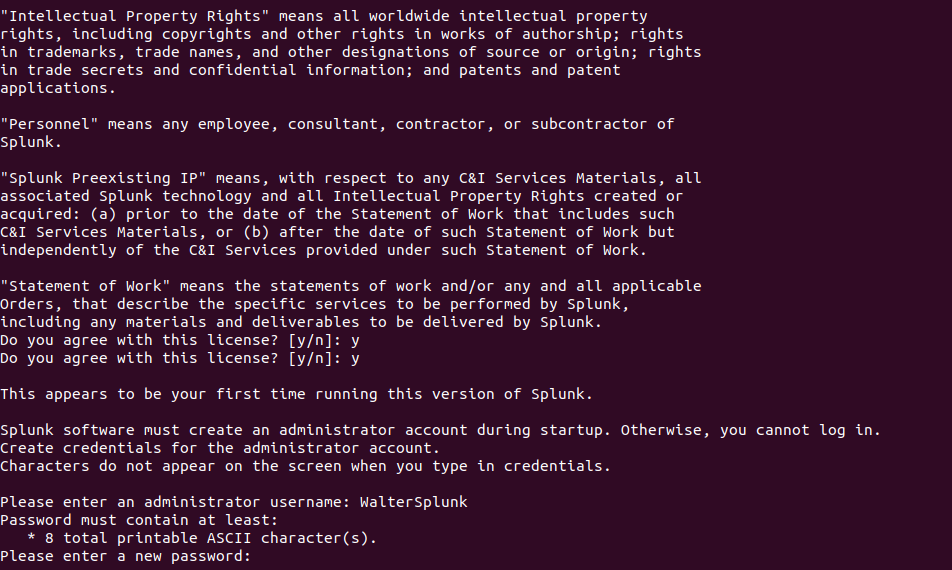 "Intellectual Property Rights" means all worldwide intellectual property
rights, including copyrights and other rights in works of authorship; rights
in trademarks, trade names, and other designations of source or origin; rights
in trade secrets and confidential information; and patents and patent
applications.
"Personnel" means any employee, consultant, contractor, or subcontractor of
Splunk.
"Splunk Preexisting IP" means, with respect to any C&I Services Materials, all
associated Splunk technology and all Intellectual Property Rights created or
acquired: (a) prior to the date of the Statement of Work that includes such
C&I Services Materials, or (b) after the date of such Statement of Work but
independently of the C&I Services provided under such Statement of Work.
"Statement of Work" means the statements of work and/or any and all applicable
Orders, that describe the specific services to be performed by Splunk,
including any materials and deliverables to be delivered by Splunk.
Do you agree with this license? [y/n]: y
Do you agree with this license? [y/n]: y
This appears to be your first time running this version of Splunk.
Splunk software must create an administrator account during startup. Otherwise, you cannot log in.
Create credentials for the administrator account.
Characters do not appear on the screen when you type in credentials.
Please enter an administrator username: WalterSplunk
Password must contain at least:
* 8 total printable ASCII character(s).
Please enter a new password: